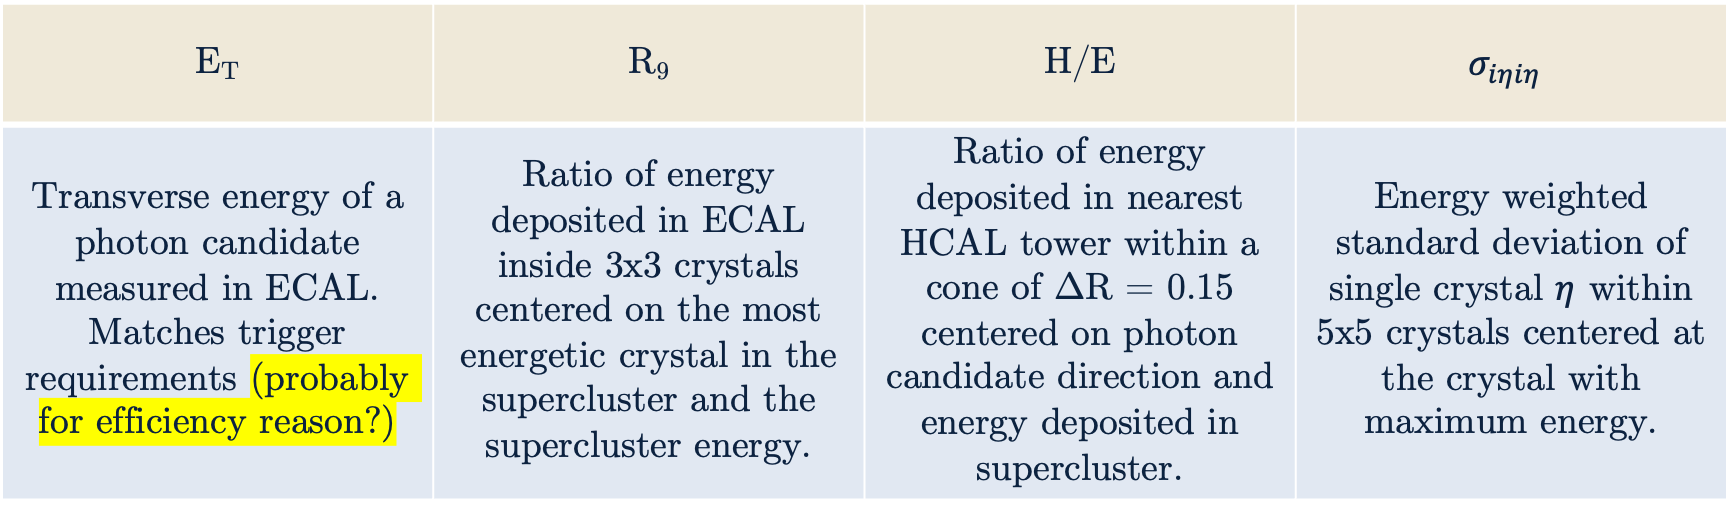 E_T
R_9
H/E
σ_iηiη
Transverse energy of a
photon candidate
measured in ECAL.
Matches trigger
requirements (probably
for efficiency reason?)
Ratio of energy
deposited in ECAL
inside 3x3 crystals
centered on the most
energetic crystal in the
supercluster and the
supercluster energy.
Ratio of energy
deposited in nearest
HCAL tower within a
cone of ΔR = 0.15
centered on photon
candidate direction and
energy deposited in
supercluster.
Energy weighted
standard deviation of
single crystal η within
5x5 crystals centered at
the crystal with
maximum energy.